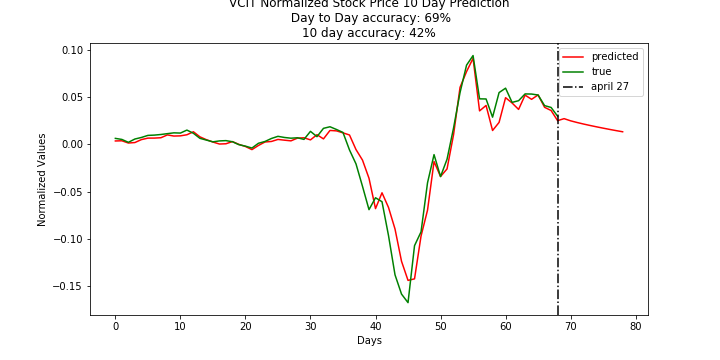 VCIT Normalized Stock Price 10 Day Prediction
Day to Day accuracy: 69%
10 day accuracy: 42%
predicted
true
april 27
0.10
0.05
0.00
−0.05
−0.10
−0.15
Normalized Values
0 10 20 30 40 50 60 70 80
Days